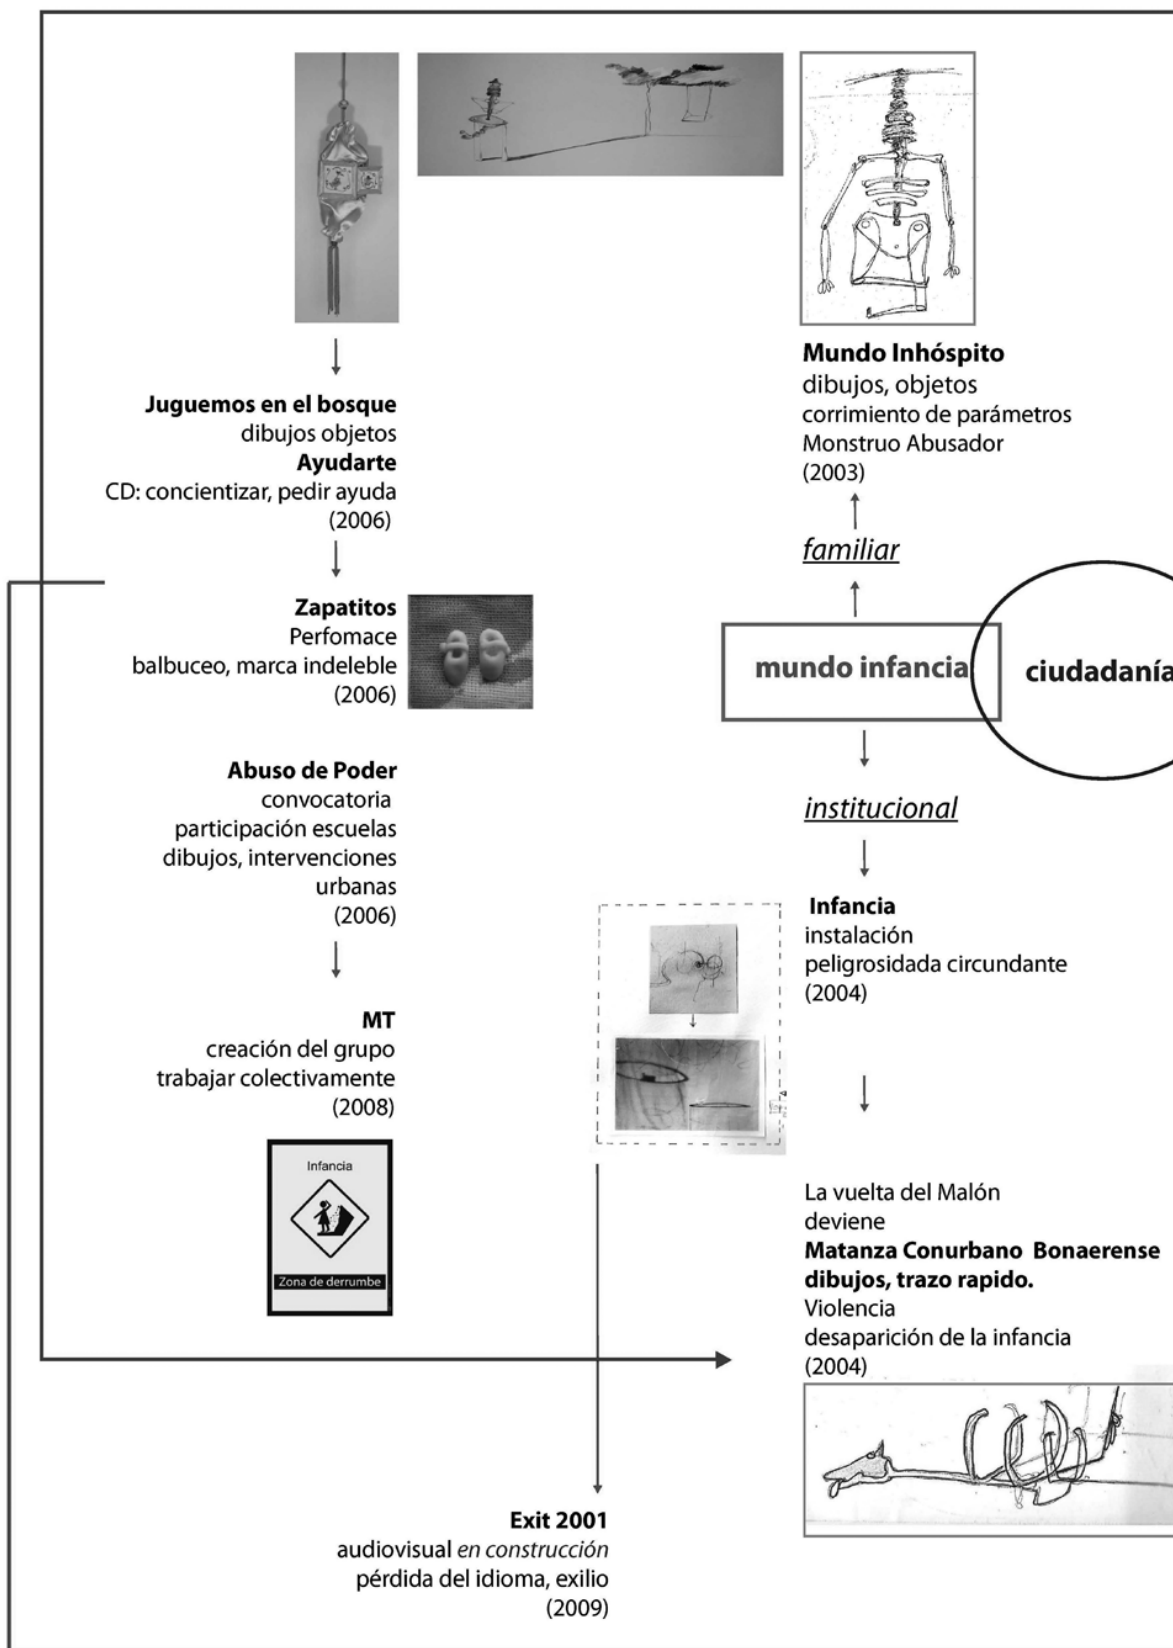 Juguemos en el bosque
dibujos objetos
Ayudarte
CD: concientizar, pedir ayuda
(2006)
Zapatitos
Perfomace
balbuceo, marca indeleble
(2006)
Abuso de Poder
convocatoria
participación escuelas
dibujos, intervenciones
urbanas
(2006)
MT
creación del grupo
trabajar colectivamente
(2008)
Infancia
Zona de derrumbe
Exit 2001
audiovisual en construcción
pérdida del idioma, exilio
(2009)
Mundo Inhóspito
dibujos, objetos
corrimiento de parámetros
Monstruo Abusador
(2003)
familiar
mundo infancia
ciudadanía
institucional
Infancia
instalación
peligrosidada circundante
(2004)
La vuelta del Malón
deviene
Matanza Conurbano Bonaerense
dibujos, trazo rapido.
Violencia
desaparición de la infancia
(2004)